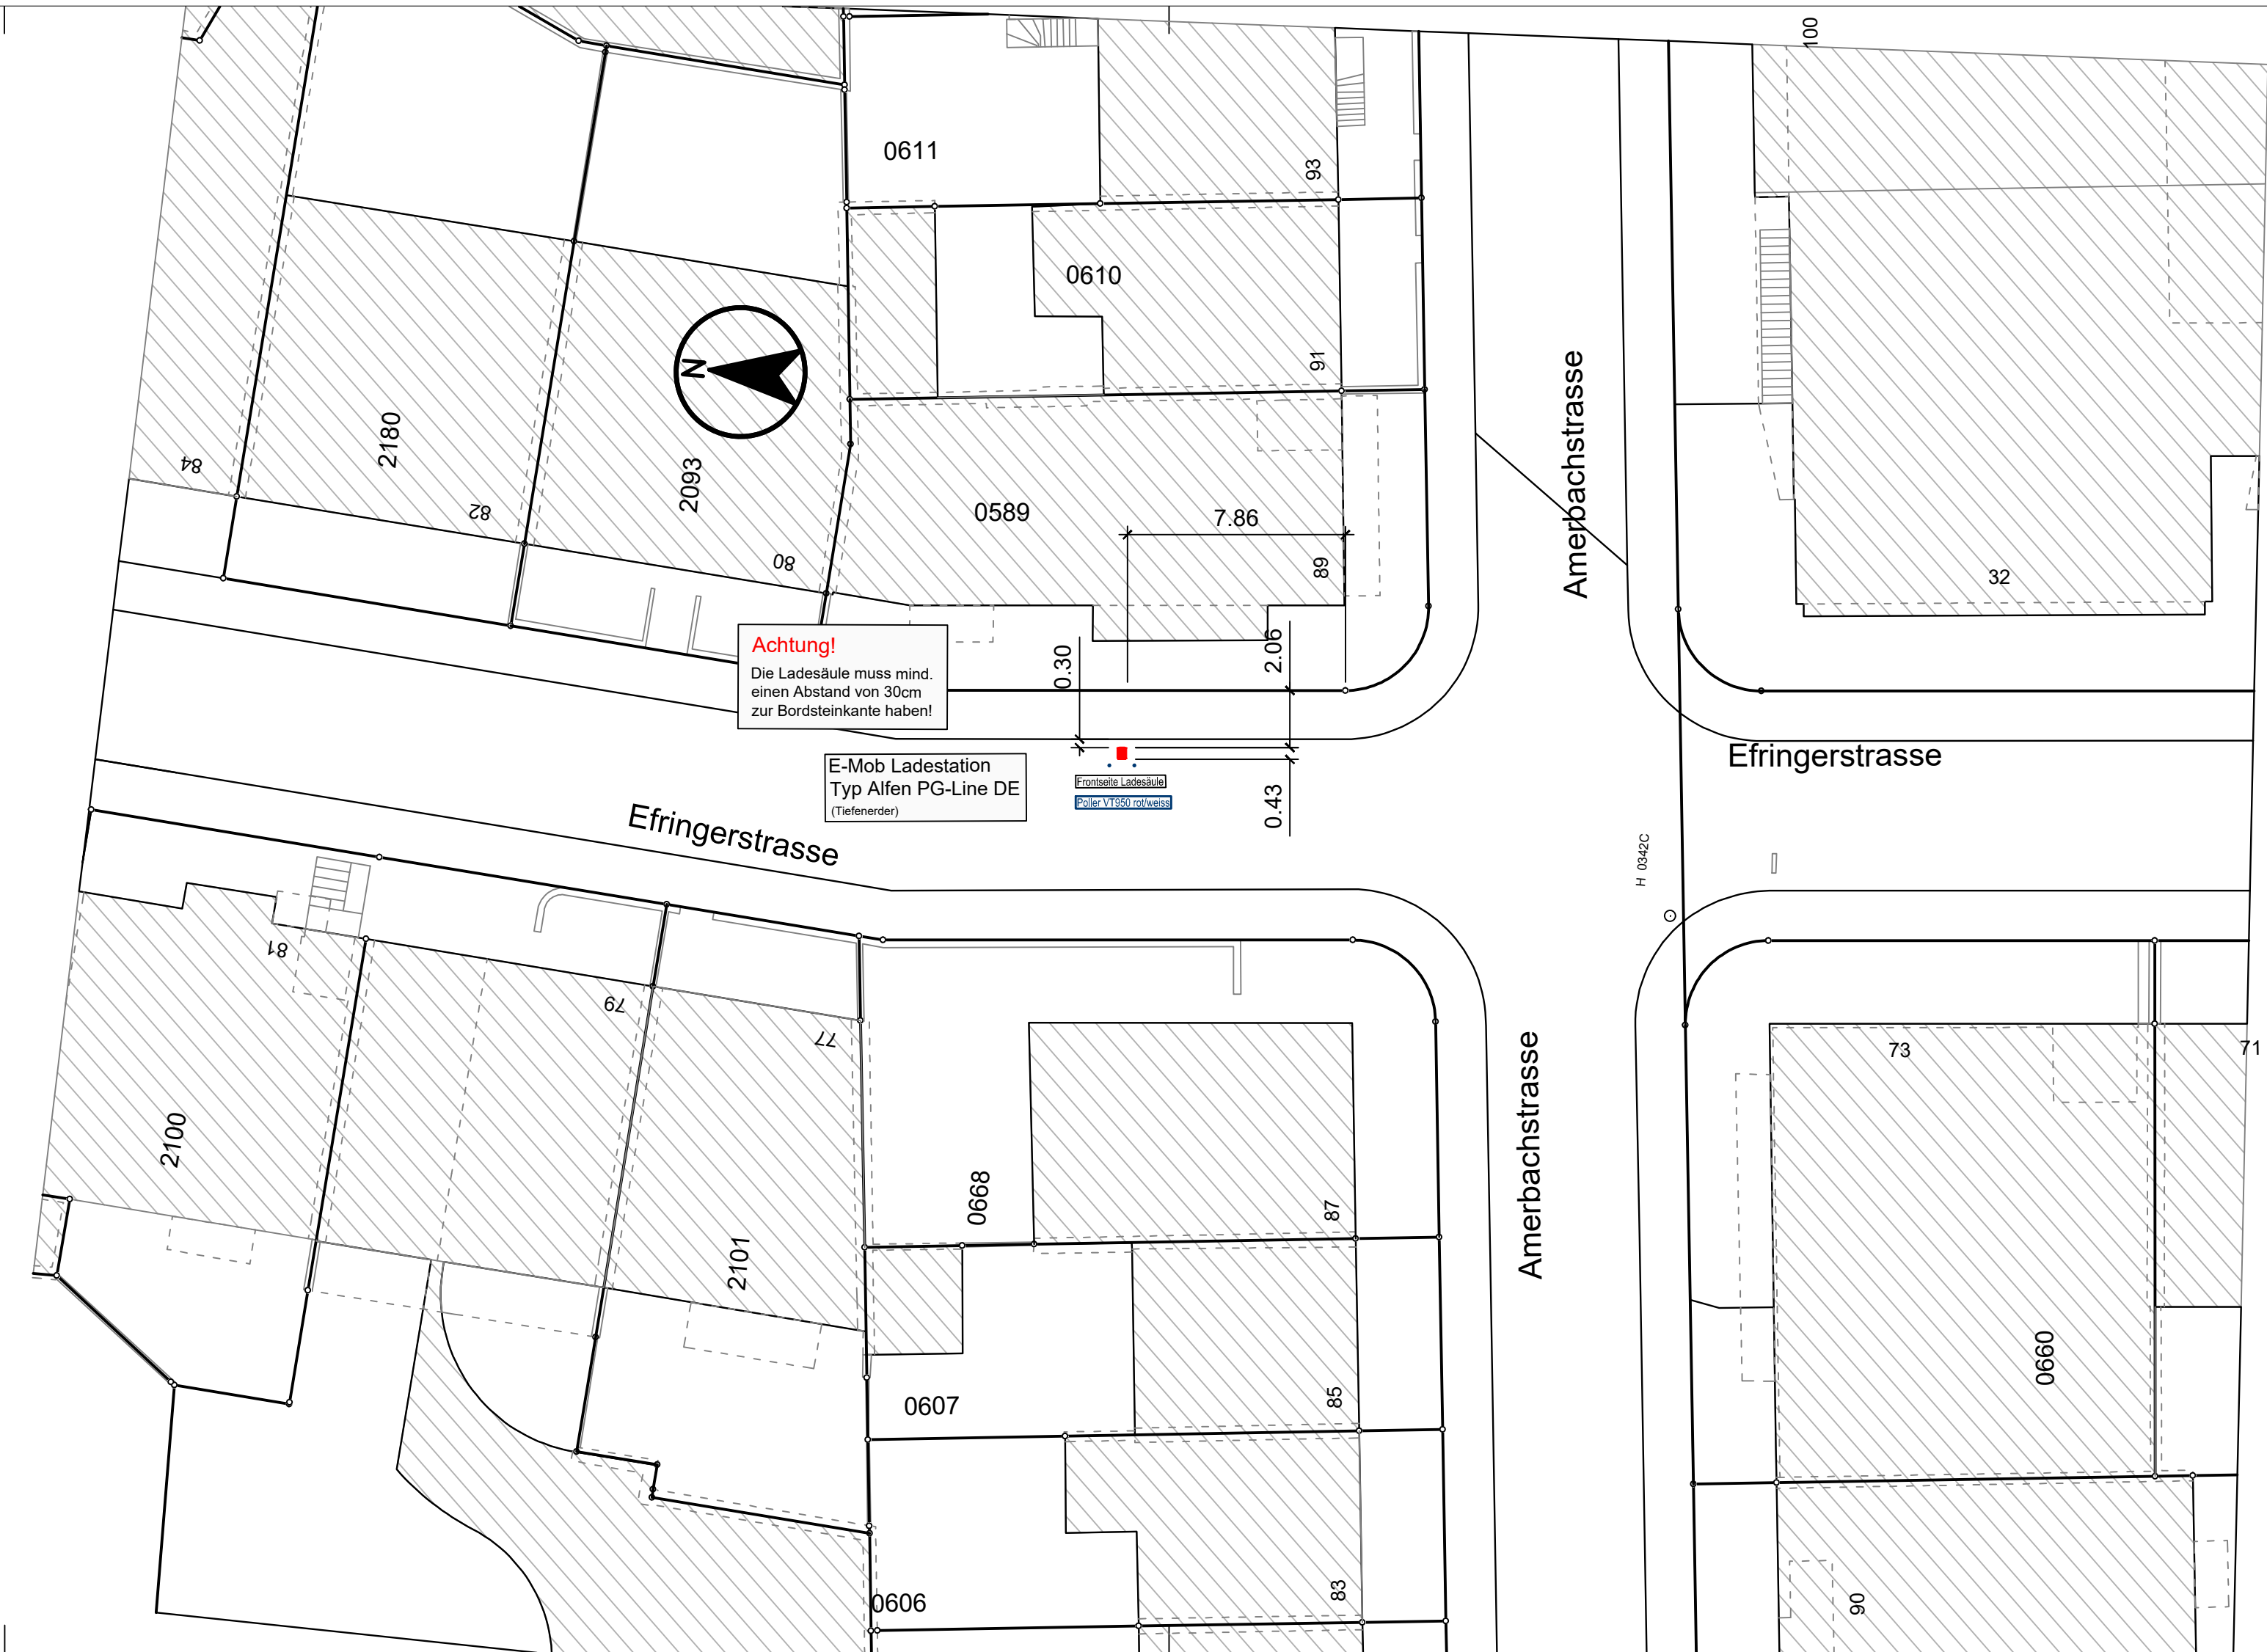 100
0611
93
0610
91
N
2180
84
82
2093
80
0589
7.86
89
Amerbachstrasse
32
Achtung!
Die Ladesäule muss mind.
einen Abstand von 30cm
zur Bordsteinkante haben!
0.30
2.06
E-Mob Ladestation
Typ Alfen PG-Line DE
(Tiefenerder)
Frontseite Ladesäule
Poller VT950 rot/weiss
0.43
Efringerstrasse
Efringerstrasse
H 0342C
81
79
77
73
71
2100
2101
0668
87
Amerbachstrasse
0660
0607
85
0606
83
90